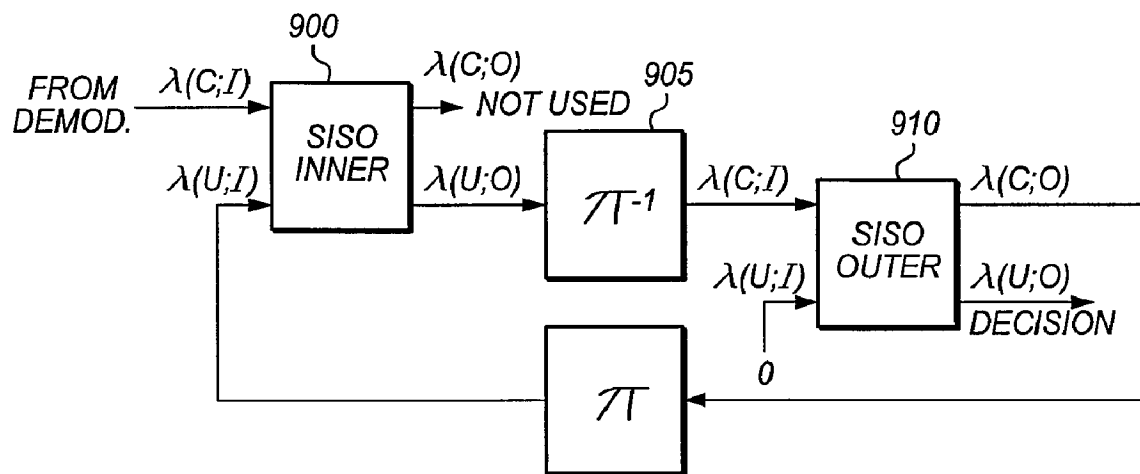 900
FROM
DEMOD.
λ(C;I)
λ(U;I)
SISO
INNER
λ(C;O)
NOT USED
λ(U;O)
905
π-1
λ(C;I)
λ(U;I)
0
910
SISO
OUTER
λ(C;O)
λ(U;O)
DECISION
π